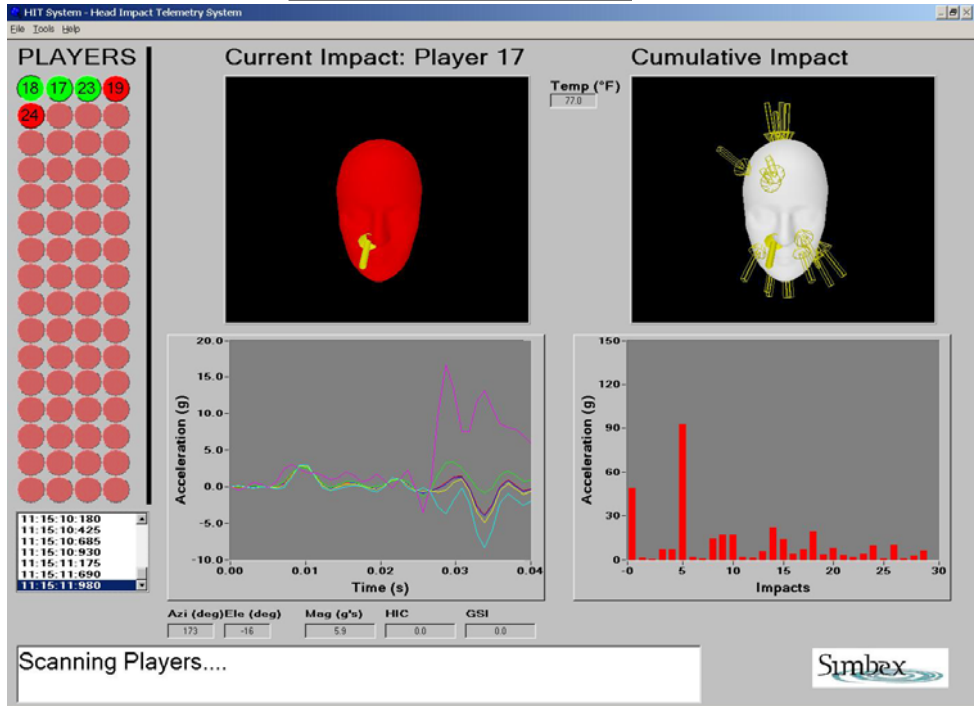 HIT System - Head Impact Telemetry System
File Tools Help
PLAYERS
18 17 23 19
24
11:15:10:180
11:15:10:425
11:15:10:685
11:15:10:930
11:15:11:175
11:15:11:690
11:15:11:980
Current Impact: Player 17
Temp (°F)
77.0
Cumulative Impact
Acceleration (g)
20.0
15.0
10.0
5.0
0.0
-5.0
-10.0
0.00 0.01 0.02 0.03 0.04
Time (s)
Acceleration (g)
150
120
90
60
30
0
-0 5 10 15 20 25 30
Impacts
Azi (deg) Ele (deg) Mag (g's) HIC GSI
173 -16 5.9 0.0 0.0
Scanning Players....
Simbex